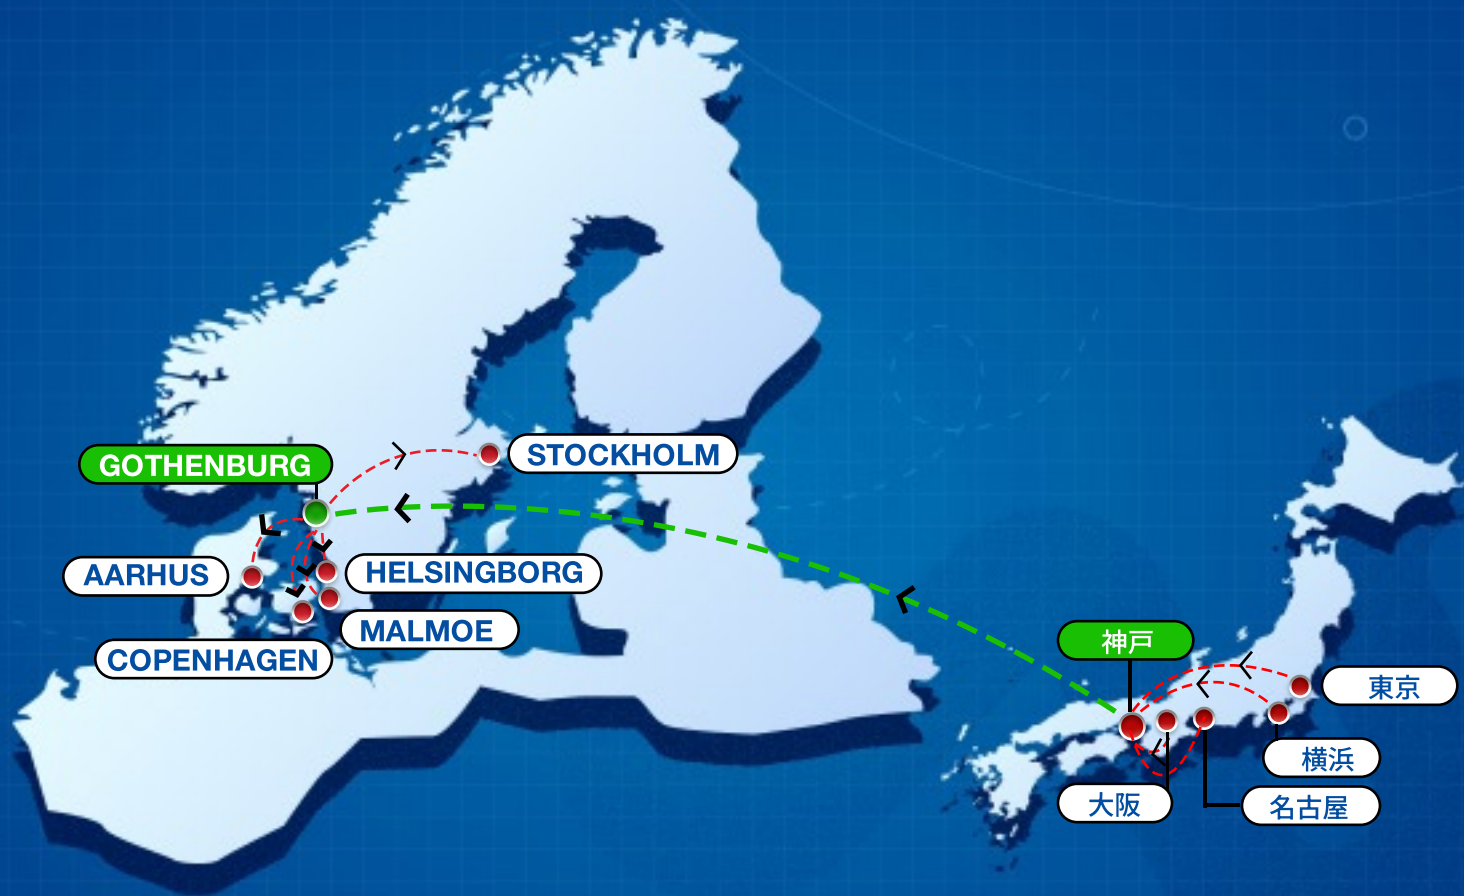 GOTHENBURG
STOCKHOLM
AARHUS
HELSINGBORG
MALMOE
COPENHAGEN
神戸
東京
横浜
大阪
名古屋